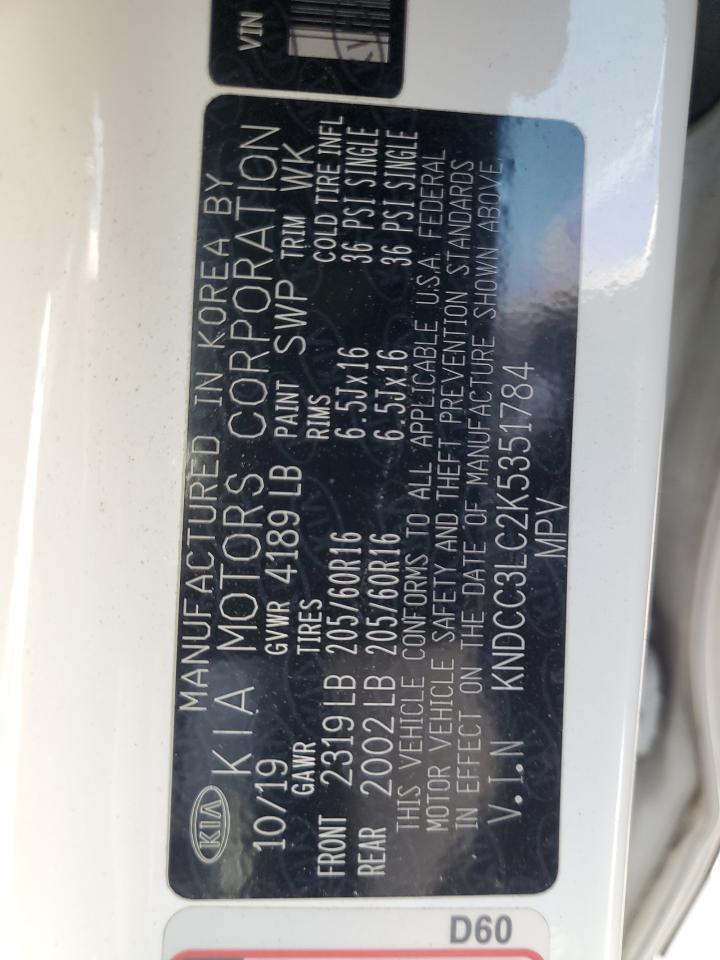 VIN
KIA
MANUFACTURED IN KOREA BY
KIA MOTORS CORPORATION
10/19 GVWR 4189 LB PAINT SWP TRIM WK
GAWR TIRES RIMS COLD TIRE INFL
FRONT 2319 LB 205/60R16 6.5Jx16 36 PSI SINGLE
REAR 2002 LB 205/60R16 6.5Jx16 36 PSI SINGLE
THIS VEHICLE CONFORMS TO ALL APPLICABLE U.S.A. FEDERAL
MOTOR VEHICLE SAFETY AND THEFT PREVENTION STANDARDS
IN EFFECT ON THE DATE OF MANUFACTURE SHOWN ABOVE
V.I.N KNDCC3LC2K5351784
MPV
D60